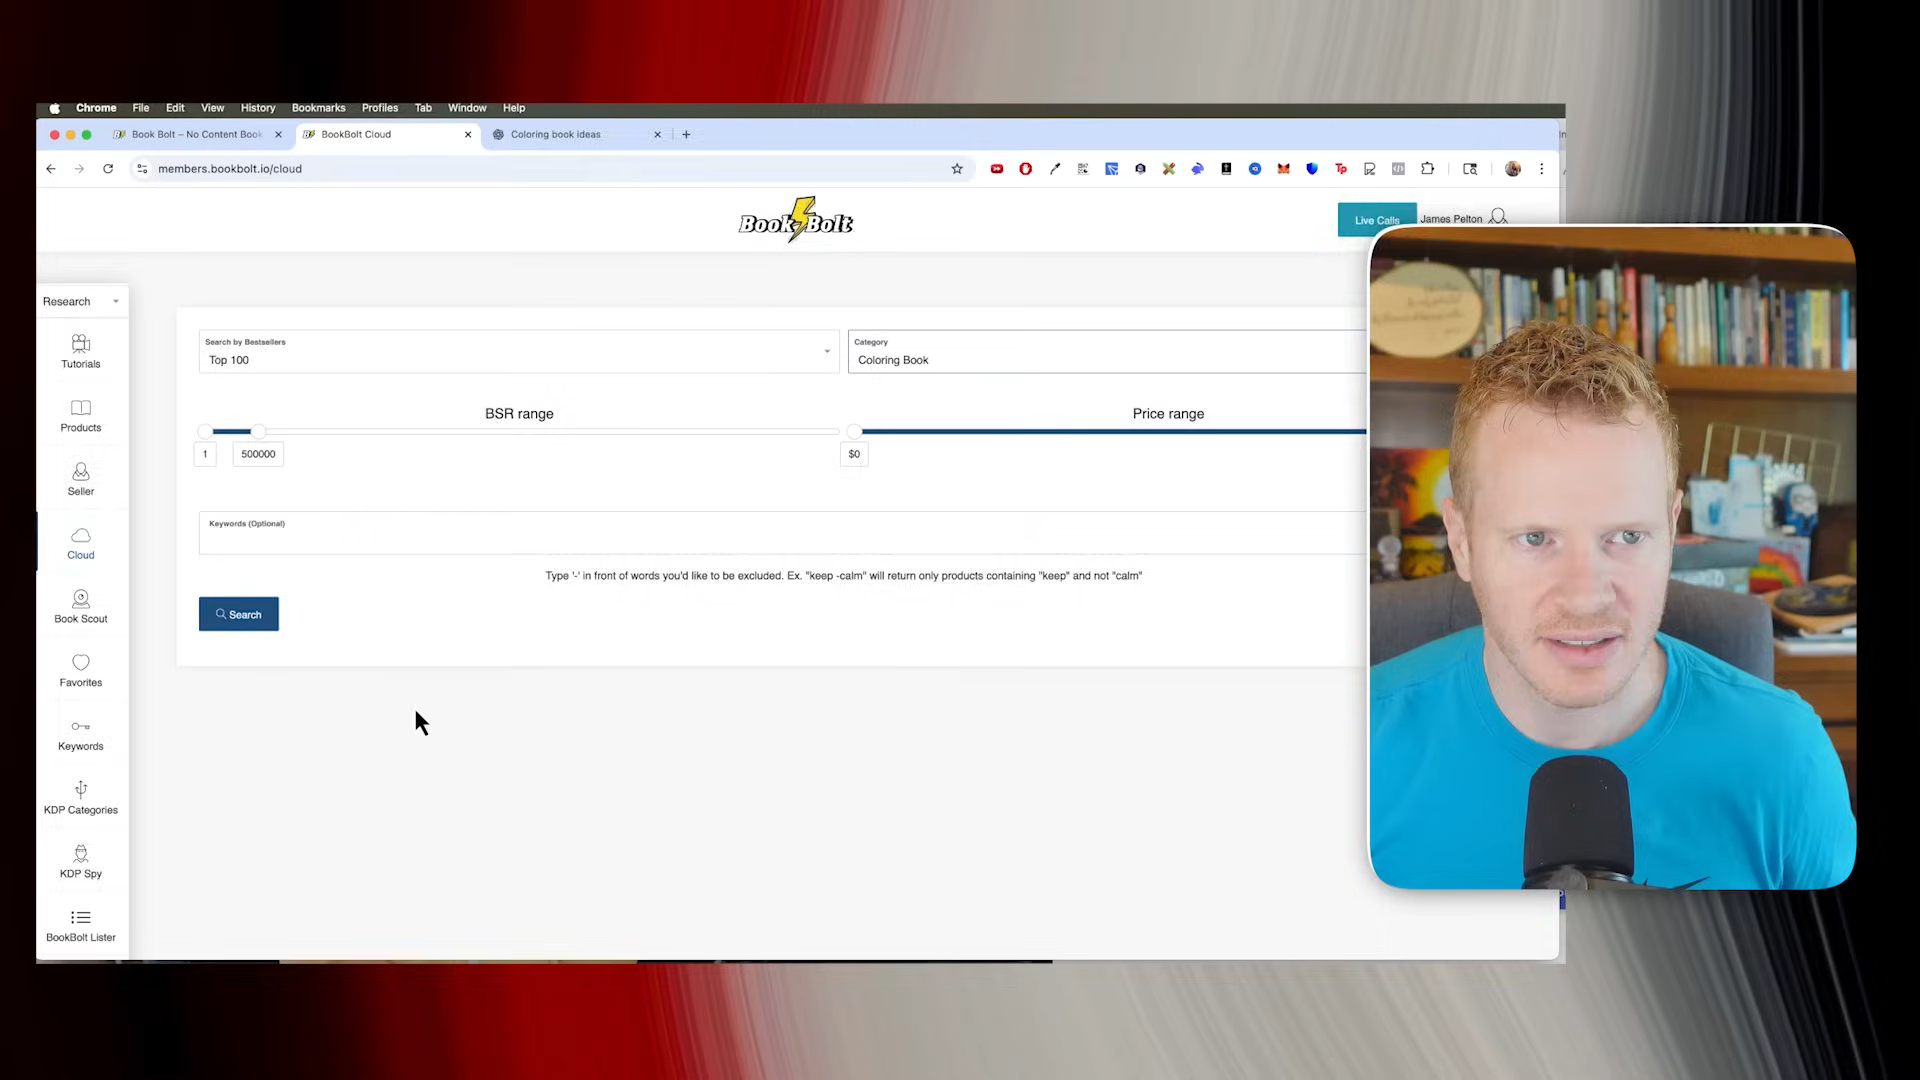 Chrome File Edit View History Bookmarks Profiles Tab Window Help
Book Bolt – No Content Book
BookBolt Cloud
Coloring book ideas
members.bookbolt.io/cloud
Tp
Book Bolt
Live Calls
James Pelton
Research
Tutorials
Products
Seller
Cloud
Book Scout
Favorites
Keywords
KDP Categories
KDP Spy
BookBolt Lister
Search by Bestsellers
Top 100
Category
Coloring Book
BSR range
Price range
1
500000
$0
Keywords (Optional)
Type '-' in front of words you'd like to be excluded. Ex. "keep -calm" will return only products containing "keep" and not "calm"
Search